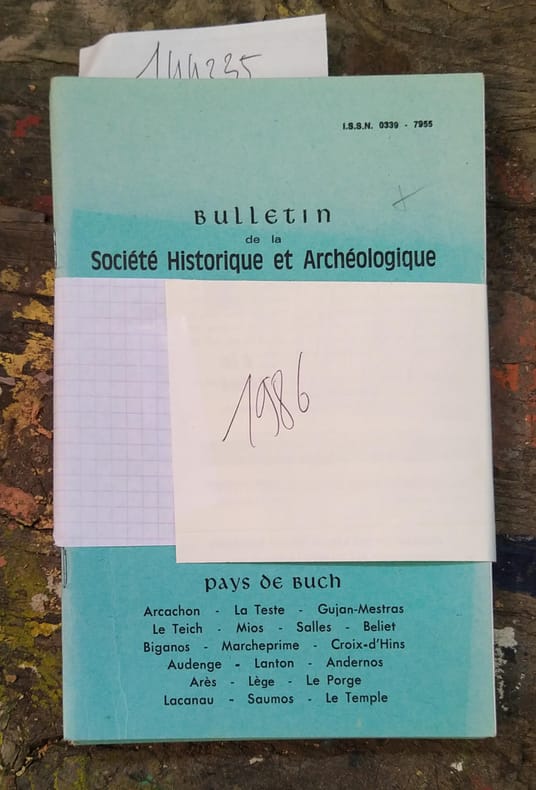 144235
I.S.S.N. 0339 - 7955
Bulletin
de la
Société Historique et Archéologique
1986
pays de Buch
Arcachon - La Teste - Gujan-Mestras
Le Teich - Mios - Salles - Beliet
Biganos - Marcheprime - Croix-d'Hins
Audenge - Lanton - Andernos
Arès - Lège - Le Porge
Lacanau - Saumos - Le Temple